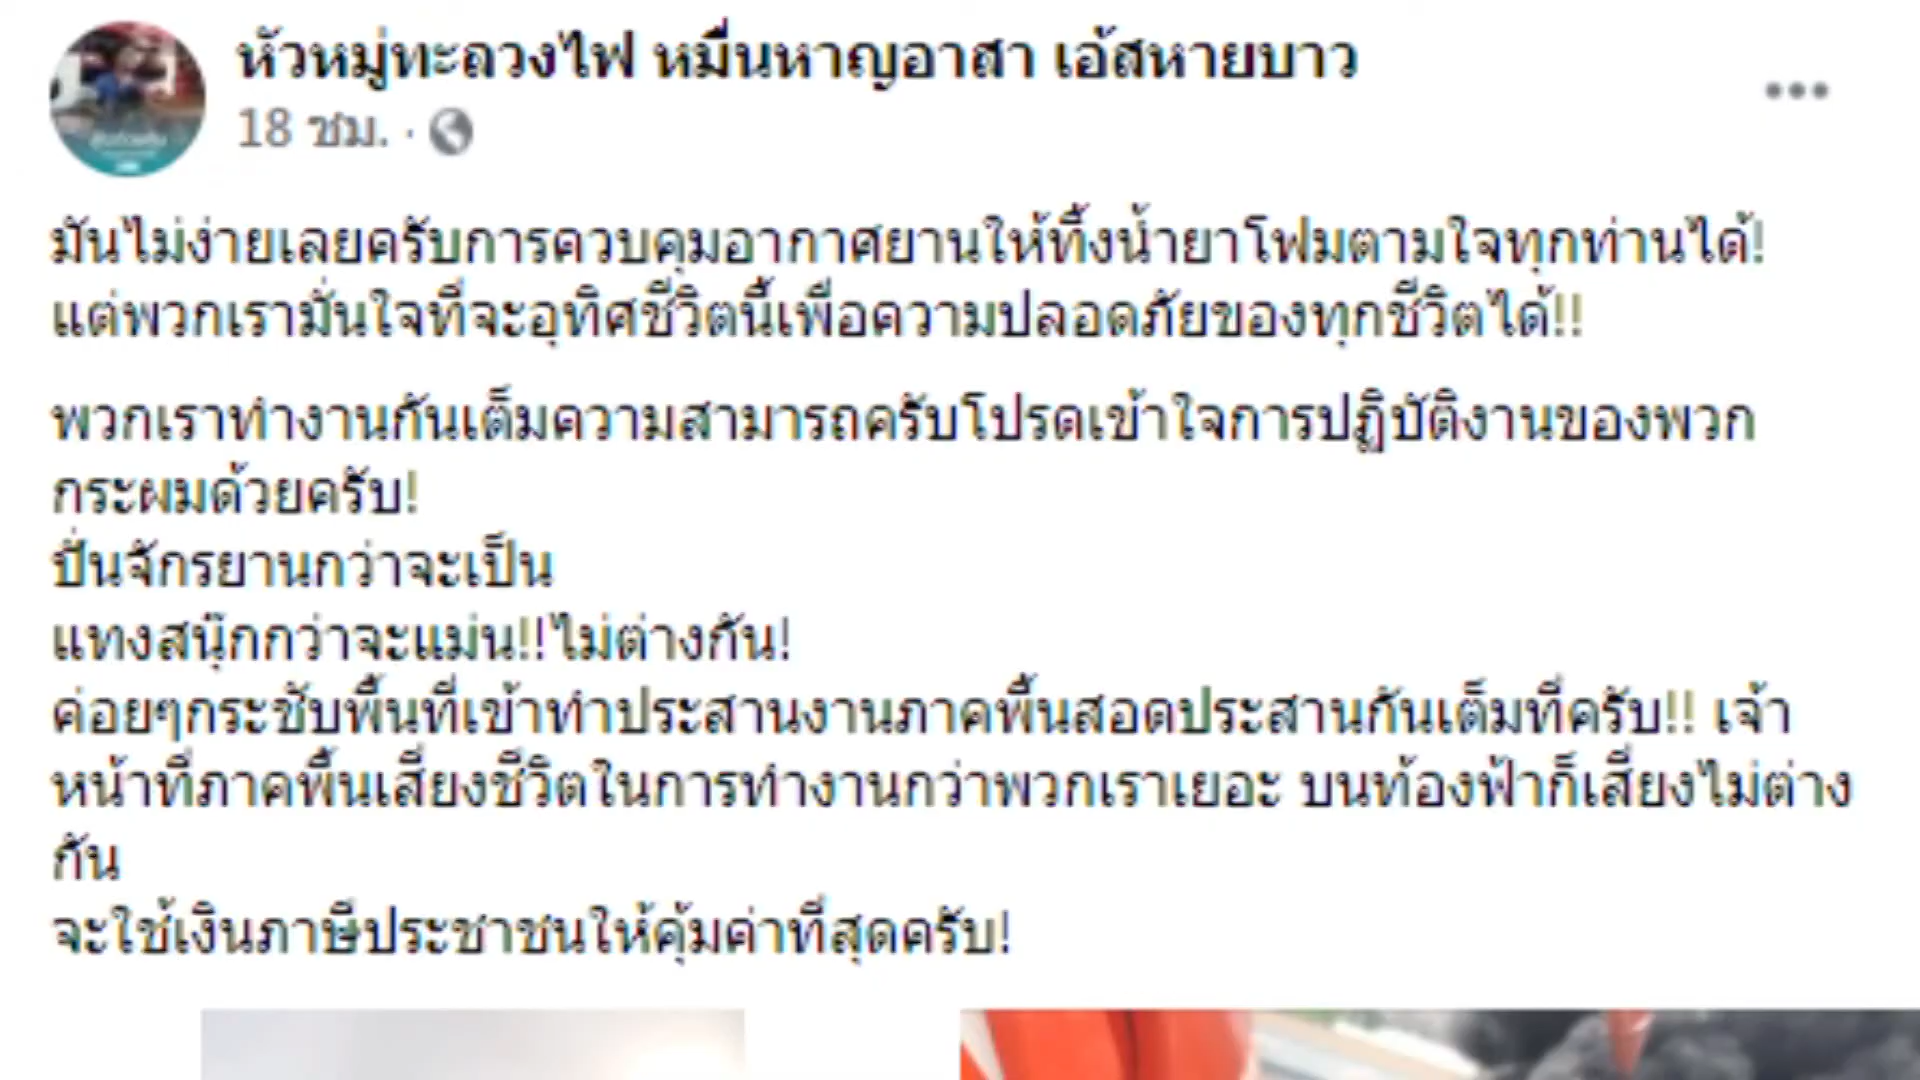 หัวหมู่ทะลวงไฟ หมื่นหาญอาสา เอ้สหายบาว
18 ชม. ·
มันไม่ง่ายเลยครับการควบคุมอากาศยานให้ทิ้งน้ำยาโฟมตามใจทุกท่านได้!
แต่พวกเรามั่นใจที่จะอุทิศชีวิตนี้เพื่อความปลอดภัยของทุกชีวิตได้!!
พวกเราทำงานกันเต็มความสามารถครับโปรดเข้าใจการปฏิบัติงานของพวก
กระผมด้วยครับ!
ปั่นจักรยานกว่าจะเป็น
แทงสนุ๊กกว่าจะแม่น!!ไม่ต่างกัน!
ค่อยๆกระชับพื้นที่เข้าทำประสานงานภาคพื้นสอดประสานกันเต็มที่ครับ!! เจ้า
หน้าที่ภาคพื้นเสี่ยงชีวิตในการทำงานกว่าพวกเราเยอะ บนท้องฟ้าก็เสี่ยงไม่ต่าง
กัน
จะใช้เงินภาษีประชาชนให้คุ้มค่าที่สุดครับ!